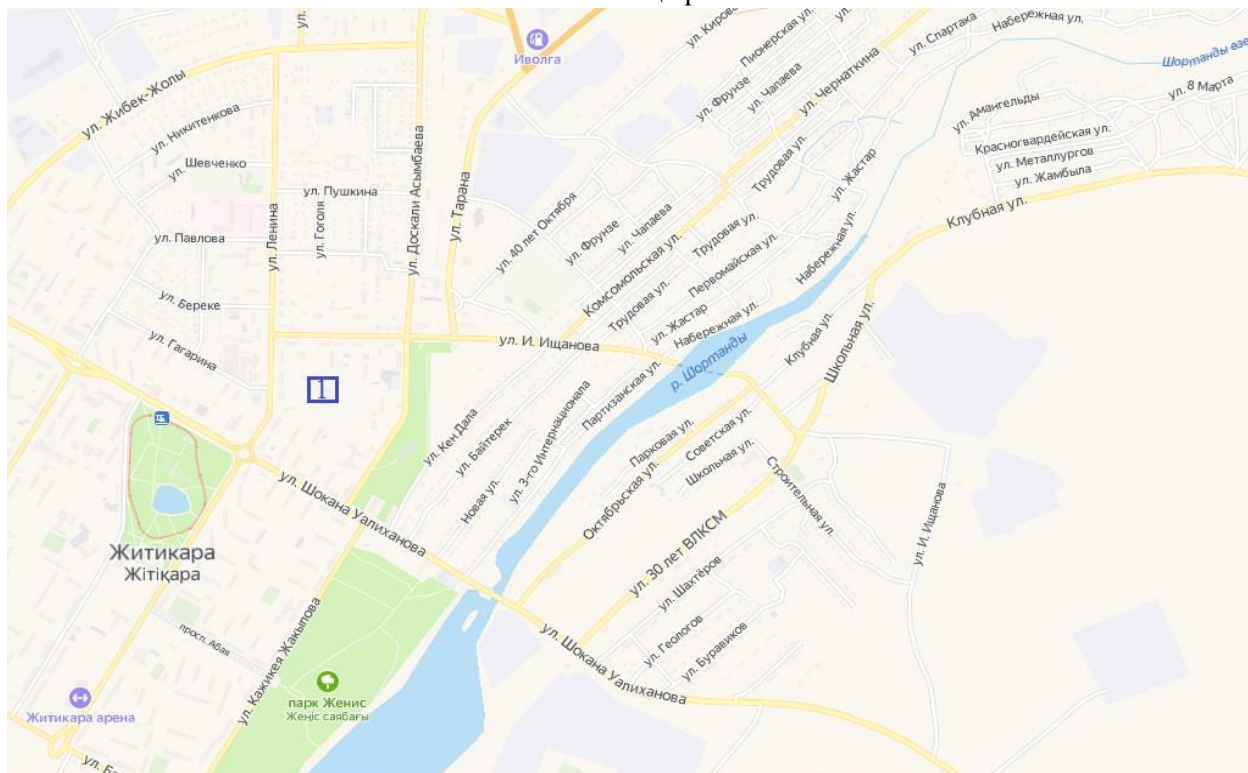 ул. Кирова
Пионерская ул.
ул. Спартака
Набережная ул.
Иволга
ул. Фрунзе
ул. Чапаева
ул. Чернаткина
Шортанды өзе
ул. 8 Марта
ул. Жибек-Жолы
ул. Никитенкова
ул. Амангельды
Красногвардейская ул.
ул. Металлургов
ул. Жамбыла
Шевченко
ул. Пушкина
ул. Гоголя
ул. Ленина
ул. Доскали Асымбаева
ул. Тарана
ул. 40 лет Октября
ул. Фрунзе
ул. Чапаева
Комсомольская ул.
Трудовая ул.
Трудовая ул.
ул. Жастар
Клубная ул.
ул. Павлова
Первомайская ул.
Набережная ул.
Трудовая ул.
ул. Жастар
Набережная ул.
ул. Береке
ул. Гагарина
ул. И. Ищанова
р. Шортанды
Клубная ул.
Школьная ул.
1
Партизанская ул.
ул. 3-го Интернационала
ул. Кен Дала
ул. Байтерек
Новая ул.
Парковая ул.
Советская ул.
Школьная ул.
Октябрьская ул.
Строительная ул.
ул. Шокана Уалиханова
ул. 30 лет ВЛКСМ
ул. И. Ищанова
Житикара
Жітіқара
ул. Шахтёров
ул. Геологов
ул. Буравиков
ул. Шокана Уалиханова
просп. Абая
ул. Кажикея Жакыпова
парк Женис
Жеңіс саябағы
Житикара арена